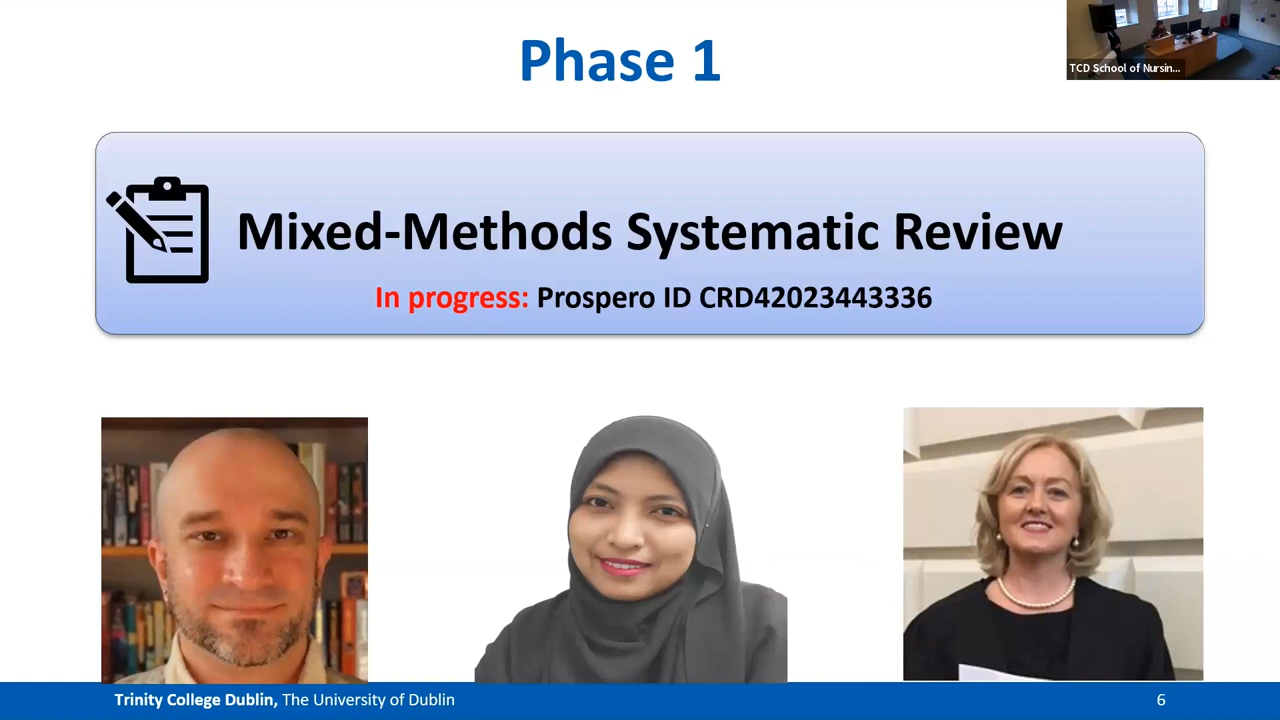 Phase 1
TCD School of Nursin...
Mixed-Methods Systematic Review
In progress: Prospero ID CRD42023443336
Trinity College Dublin, The University of Dublin
6